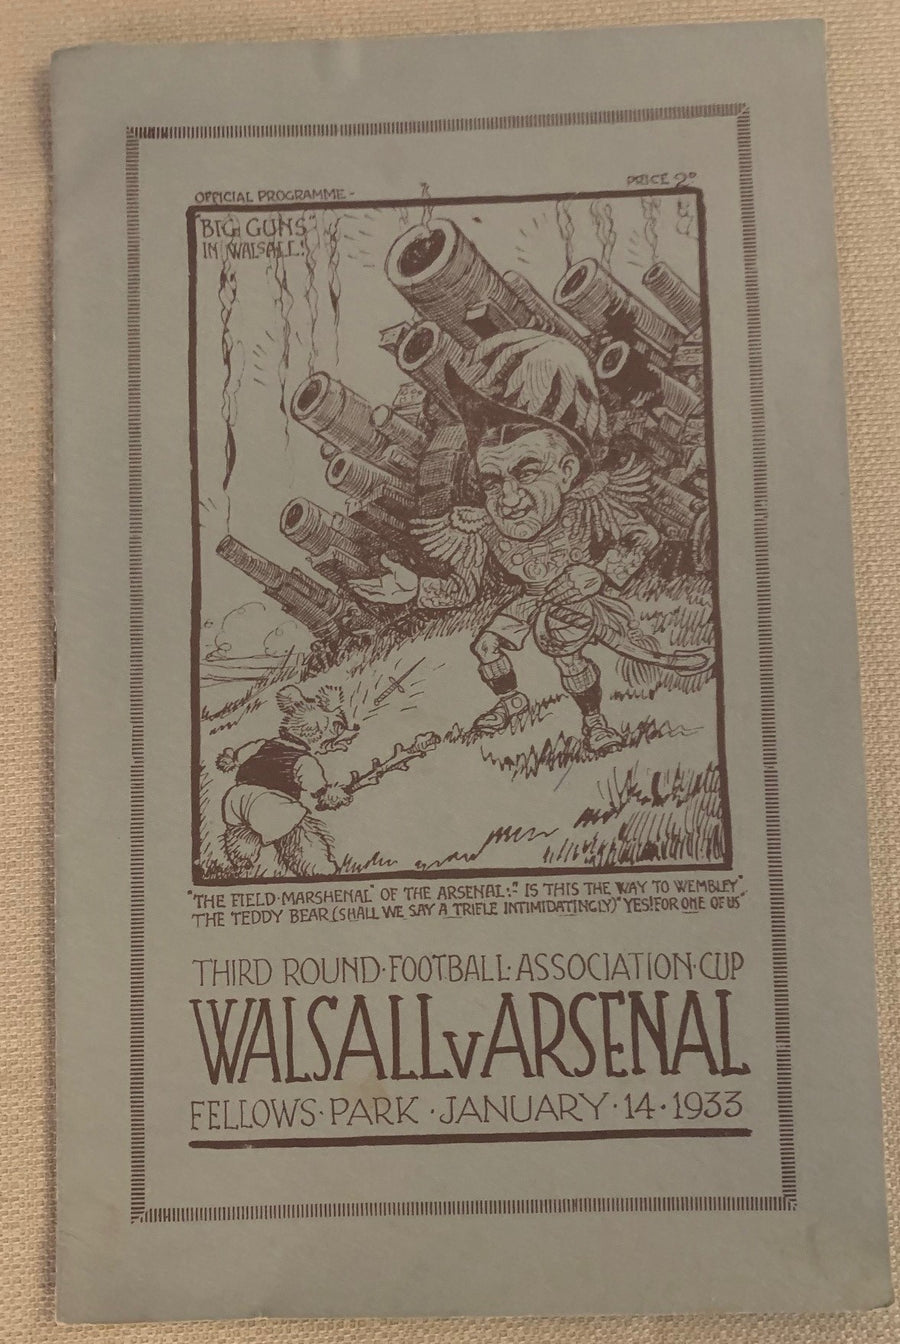 OFFICIAL PROGRAMME-
PRICE 2D
"BIG GUNS"
IN WALSALL!
"THE FIELD-MARSHENAL" OF THE ARSENAL:- "IS THIS THE WAY TO WEMBLEY"
THE TEDDY BEAR (SHALL WE SAY A TRIFLE INTIMIDATINGLY) "YES! FOR ONE OF US"
THIRD ROUND·FOOTBALL·ASSOCIATION·CUP
WALSALL v ARSENAL
FELLOWS·PARK·JANUARY·14·1933